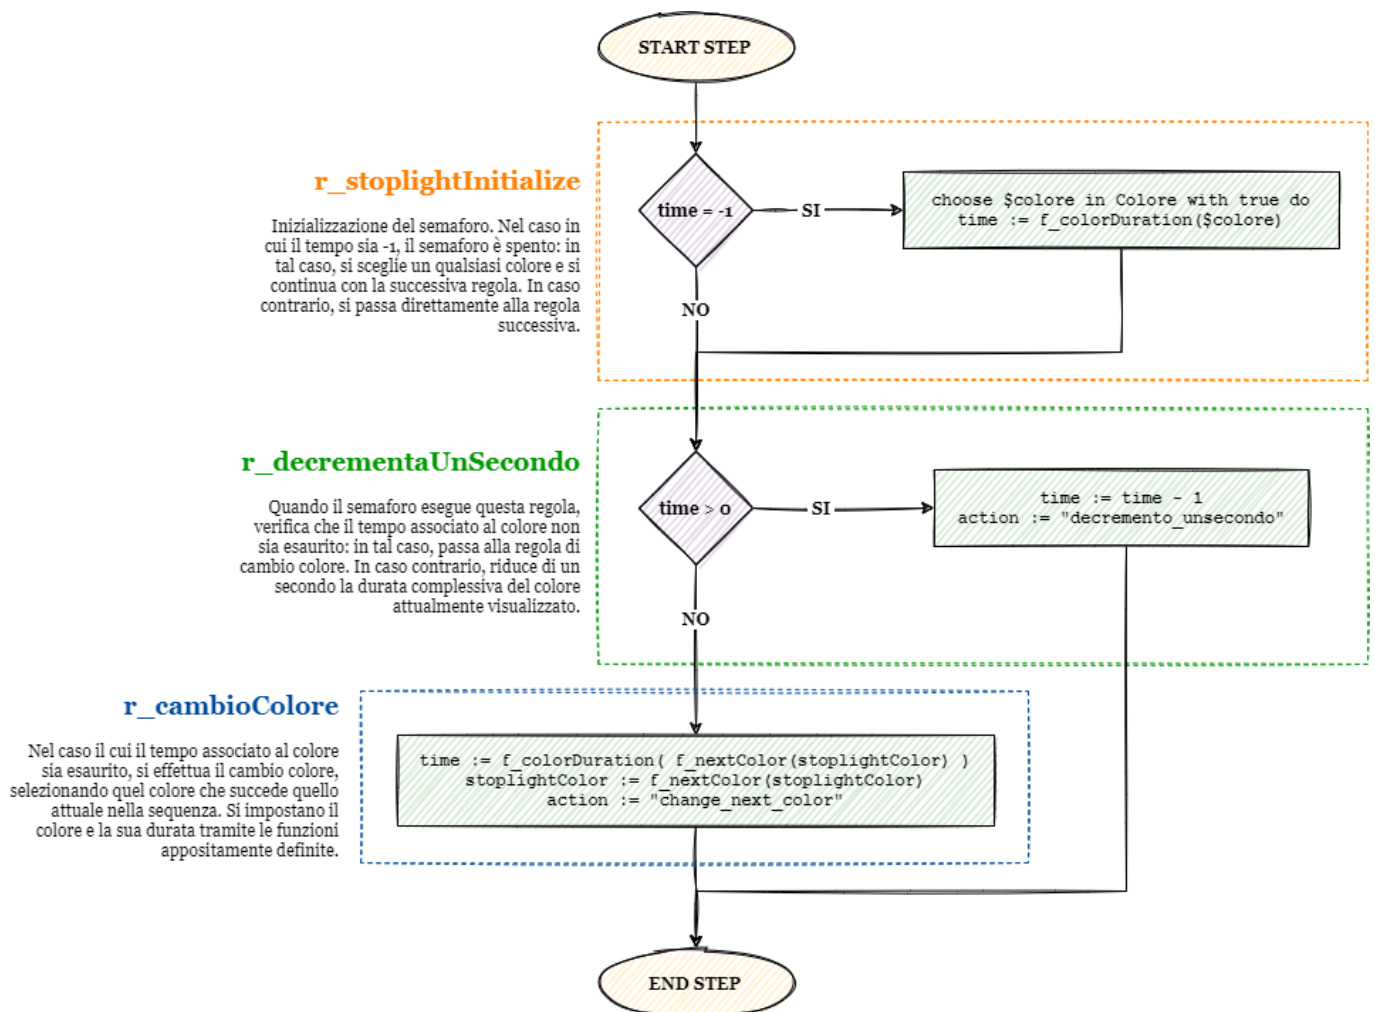 START STEP
r_stoplightInitialize
Inizializzazione del semaforo. Nel caso in
cui il tempo sia -1, il semaforo è spento: in
tal caso, si sceglie un qualsiasi colore e si
continua con la successiva regola. In caso
contrario, si passa direttamente alla regola
successiva.
time = -1
SI
choose $colore in Colore with true do
time := f_colorDuration($colore)
NO
r_decrementaUnSecondo
Quando il semaforo esegue questa regola,
verifica che il tempo associato al colore non
sia esaurito: in tal caso, passa alla regola di
cambio colore. In caso contrario, riduce di un
secondo la durata complessiva del colore
attualmente visualizzato.
time > 0
SI
time := time - 1
action := "decremento_unsecondo"
NO
r_cambioColore
Nel caso il cui il tempo associato al colore
sia esaurito, si effettua il cambio colore,
selezionando quel colore che succede quello
attuale nella sequenza. Si impostano il
colore e la sua durata tramite le funzioni
appositamente definite.
time := f_colorDuration( f_nextColor(stoplightColor) )
stoplightColor := f_nextColor(stoplightColor)
action := "change_next_color"
END STEP